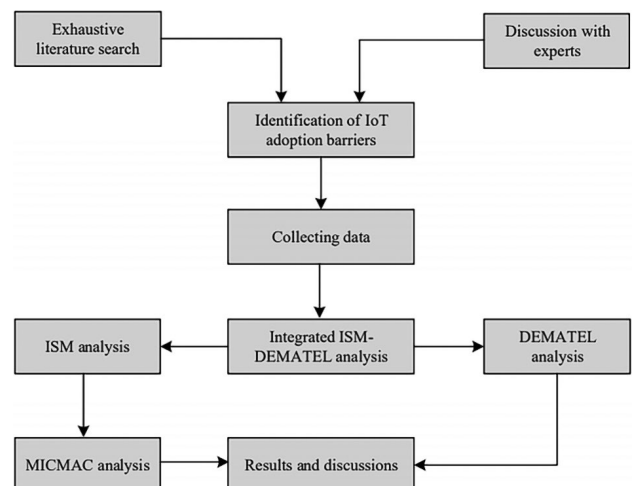 Exhaustive
literature search
Discussion with
experts
Identification of IoT
adoption barriers
Collecting data
ISM analysis
Integrated ISM-
DEMATEL analysis
DEMATEL
analysis
MICMAC analysis
Results and discussions